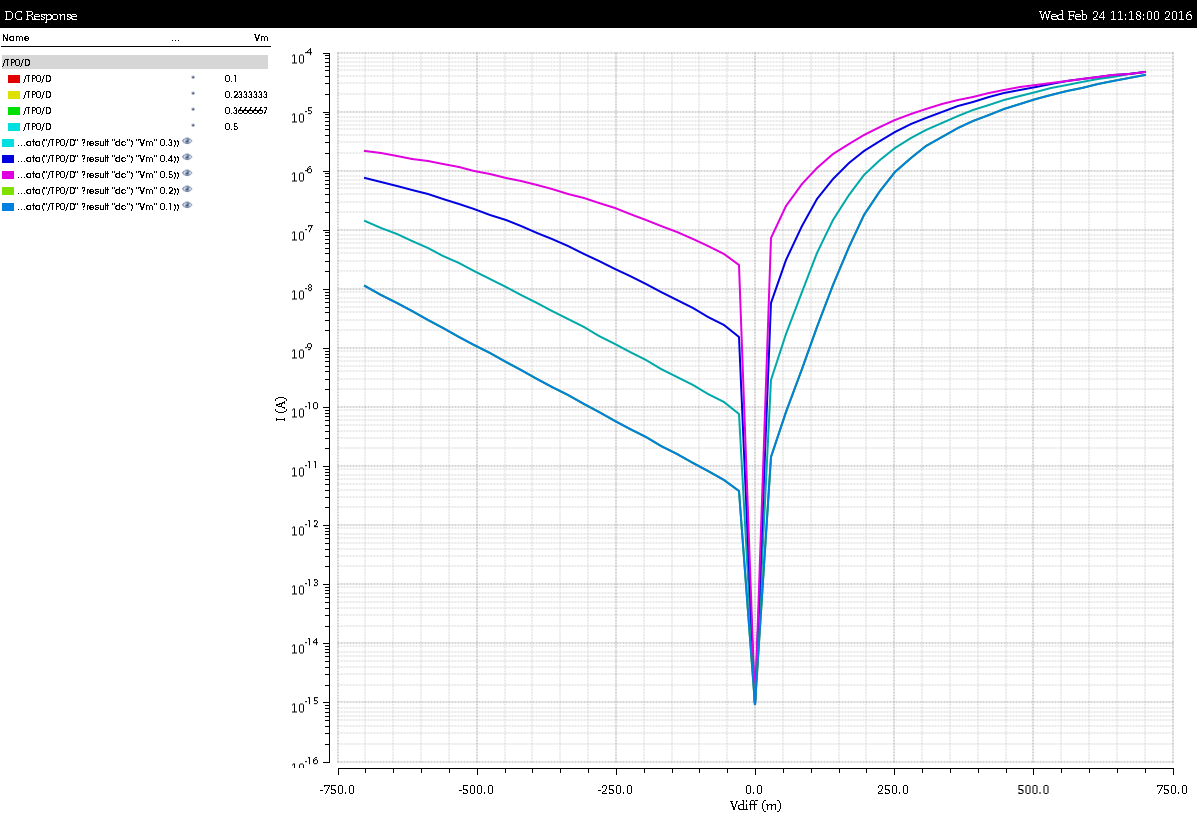 DC Response Wed Feb 24 11:18:00 2016
Name ... Vm
/TP0/D
/TP0/D * 0.1
/TP0/D * 0.2333333
/TP0/D * 0.3666667
/TP0/D * 0.5
...ata("/TP0/D" ?result "dc") "Vm" 0.3))
...ata("/TP0/D" ?result "dc") "Vm" 0.4))
...ata("/TP0/D" ?result "dc") "Vm" 0.5))
...ata("/TP0/D" ?result "dc") "Vm" 0.2))
...ata("/TP0/D" ?result "dc") "Vm" 0.1))
I (A)
10-4
10-5
10-6
10-7
10-8
10-9
10-10
10-11
10-12
10-13
10-14
10-15
10-16
-750.0 -500.0 -250.0 0.0 250.0 500.0 750.0
Vdiff (m)